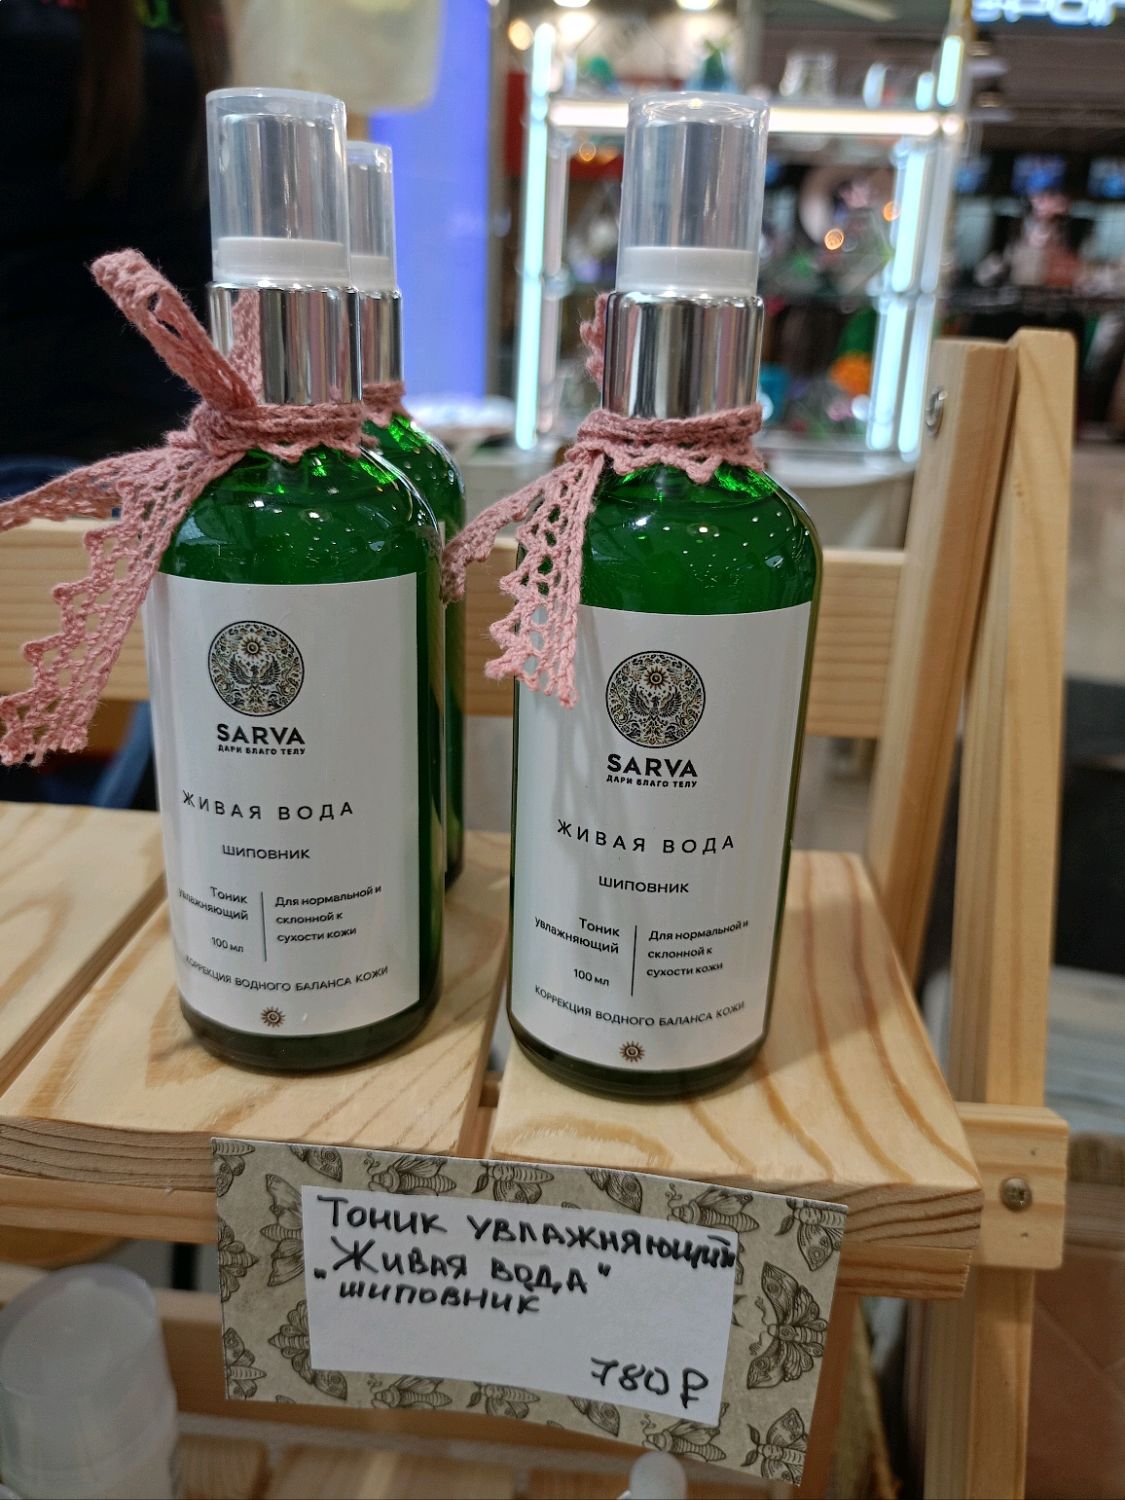 SARVA
ДАРИ БЛАГО ТЕЛУ
ЖИВАЯ ВОДА
ШИПОВНИК
Тоник
увлажняющий
100 мл
Для нормальной и
склонной к
сухости кожи
КОРРЕКЦИЯ ВОДНОГО БАЛАНСА КОЖИ
SARVA
ДАРИ БЛАГО ТЕЛУ
ЖИВАЯ ВОДА
ШИПОВНИК
Тоник
увлажняющий
100 мл
Для нормальной и
склонной к
сухости кожи
КОРРЕКЦИЯ ВОДНОГО БАЛАНСА КОЖИ
Тоник увлажняющий
"Живая вода"
шиповник
780 ₽